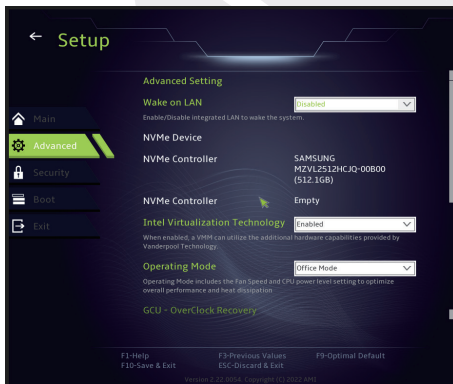 Setup
Advanced Setting
Wake on LAN Disabled
Enable/Disable integrated LAN to wake the system.
Main
NVMe Device
Advanced
NVMe Controller SAMSUNG
MZVL2512HCJQ-00B00
(512.1GB)
Security
Boot
NVMe Controller Empty
Exit
Intel Virtualization Technology Enabled
When enabled, a VMM can utilize the additional hardware capabilities provided by
Vanderpool Technology.
Operating Mode Office Mode
Operating Mode includes the Fan Speed and CPU power level setting to optimize
overall performance and heat dissipation
GCU - OverClock Recovery
F1-Help F3-Previous Values F9-Optimal Default
F10-Save & Exit ESC-Discard & Exit
Version 2.22.0054. Copyright (C) 2022 AMI